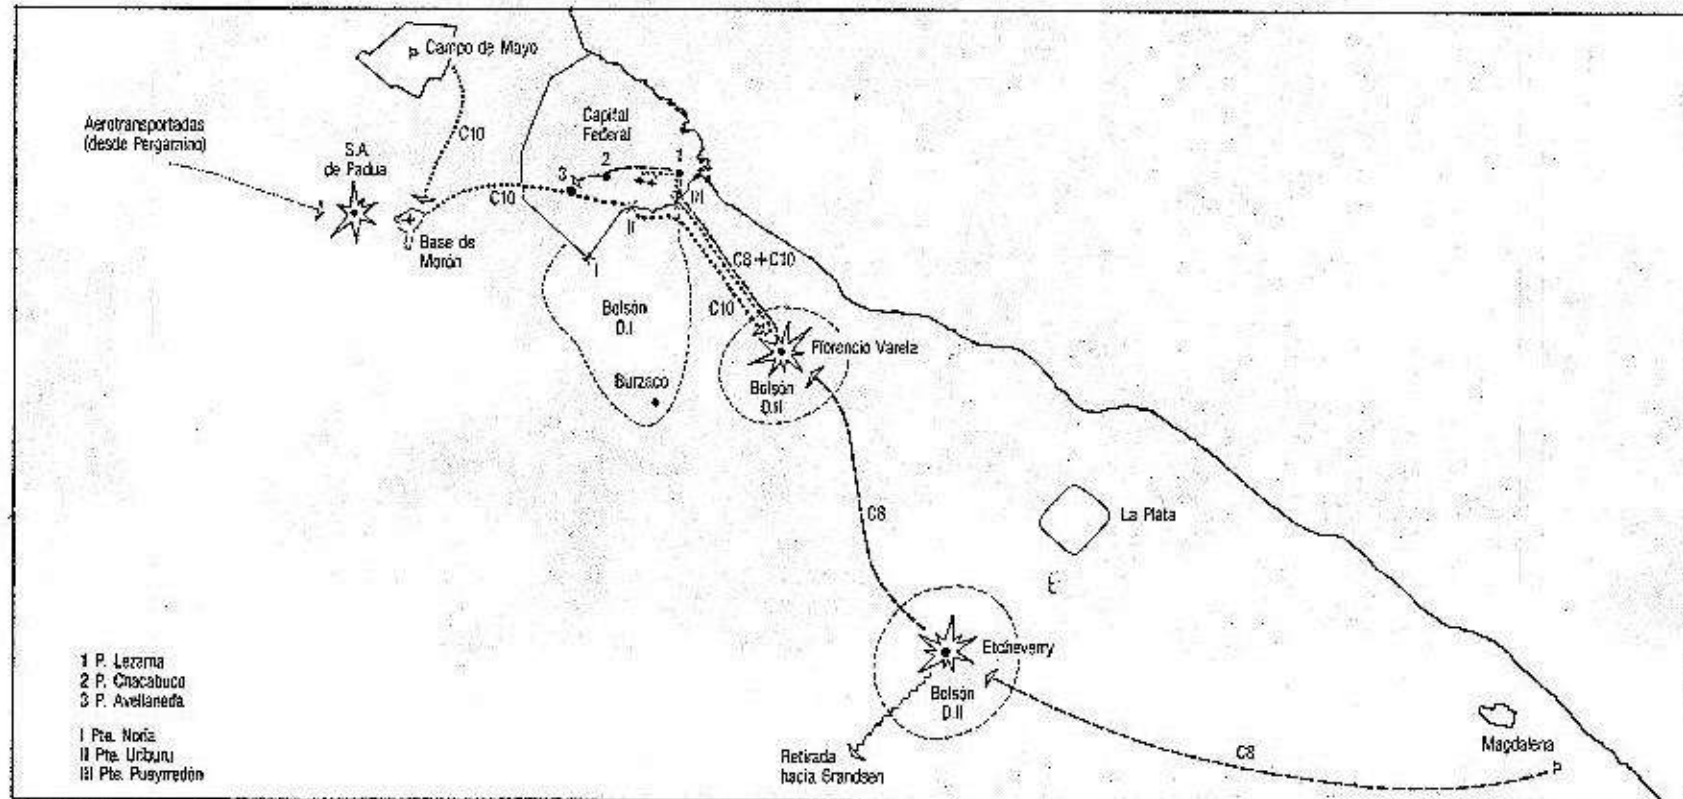 Campo de Mayo
Aerotransportadas
(desde Pergamino)
C10
S.A.
de Padua
Capital
Federal
1
2
3
C10
III
II
Base de
Morón
I
C8+C10
Bolsón
D.I
C10
Florencio Varela
Burzaco
Bolsón
D.III
C8
La Plata
Etcheverry
1 P. Lezama
2 P. Chacabuco
3 P. Avellaneda
Bolsón
D.II
I Pte. Noria
II Pte. Uriburu
III Pte. Pueyrredón
Retirada
hacia Brandsen
C8
Magdalena